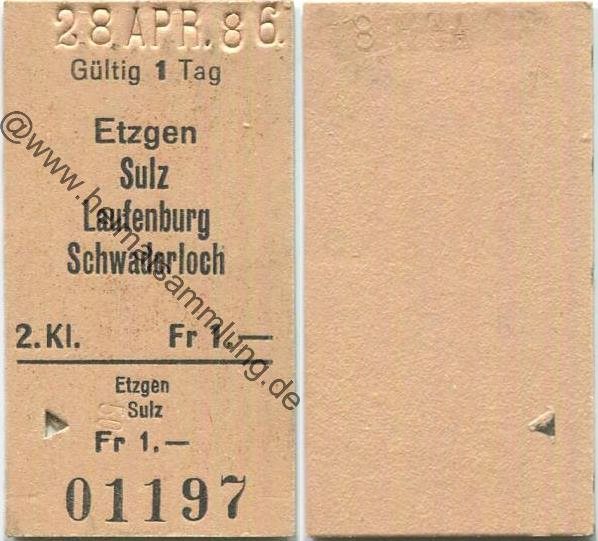 28.APR.86.
Gültig 1 Tag
Etzgen
Sulz
Laufenburg
Schwaderloch
2. Kl. Fr 1.—
Etzgen
Sulz
Fr 1.—
01197
@www.heimatsammlung.de